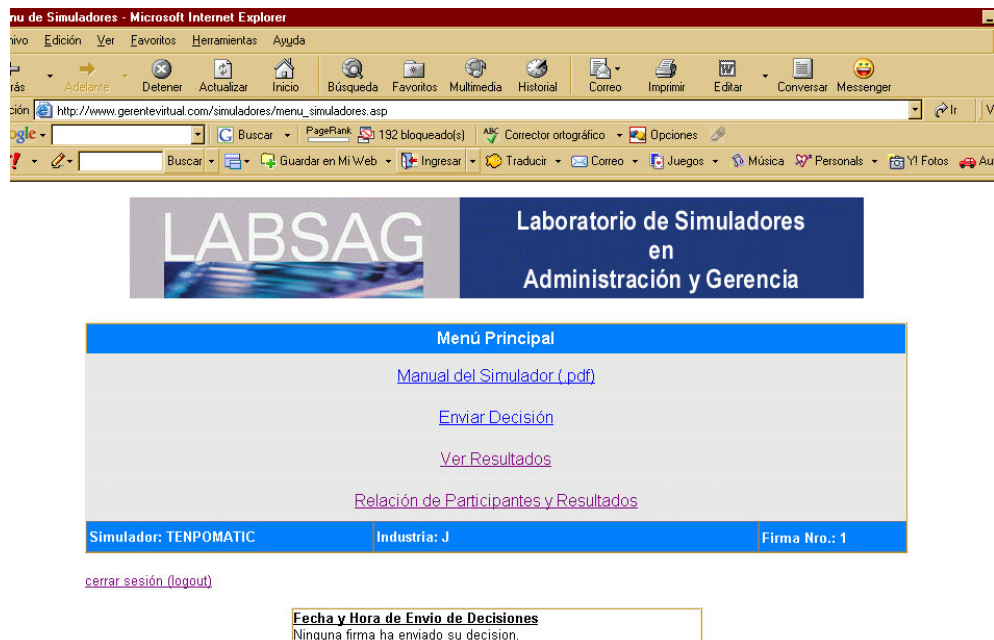 nu de Simuladores - Microsoft Internet Explorer
ivo Edición Ver Favoritos Herramientas Ayuda
rás Adelante Detener Actualizar Inicio Búsqueda Favoritos Multimedia Historial Correo Imprimir Editar Conversar Messenger
ción http://www.gerentevirtual.com/simuladores/menu_simuladores.asp Ir
ogle - Buscar PageRank 192 bloqueado(s) ABC Corrector ortográfico Opciones
Buscar Guardar en Mi Web Ingresar Traducir Correo Juegos Música Personals Y! Fotos Au
LABSAG
Laboratorio de Simuladores
en
Administración y Gerencia
Menú Principal
Manual del Simulador (.pdf)
Enviar Decisión
Ver Resultados
Relación de Participantes y Resultados
Simulador: TENPOMATIC Industria: J Firma Nro.: 1
cerrar sesión (logout)
Fecha y Hora de Envio de Decisiones
Ninguna firma ha enviado su decision.